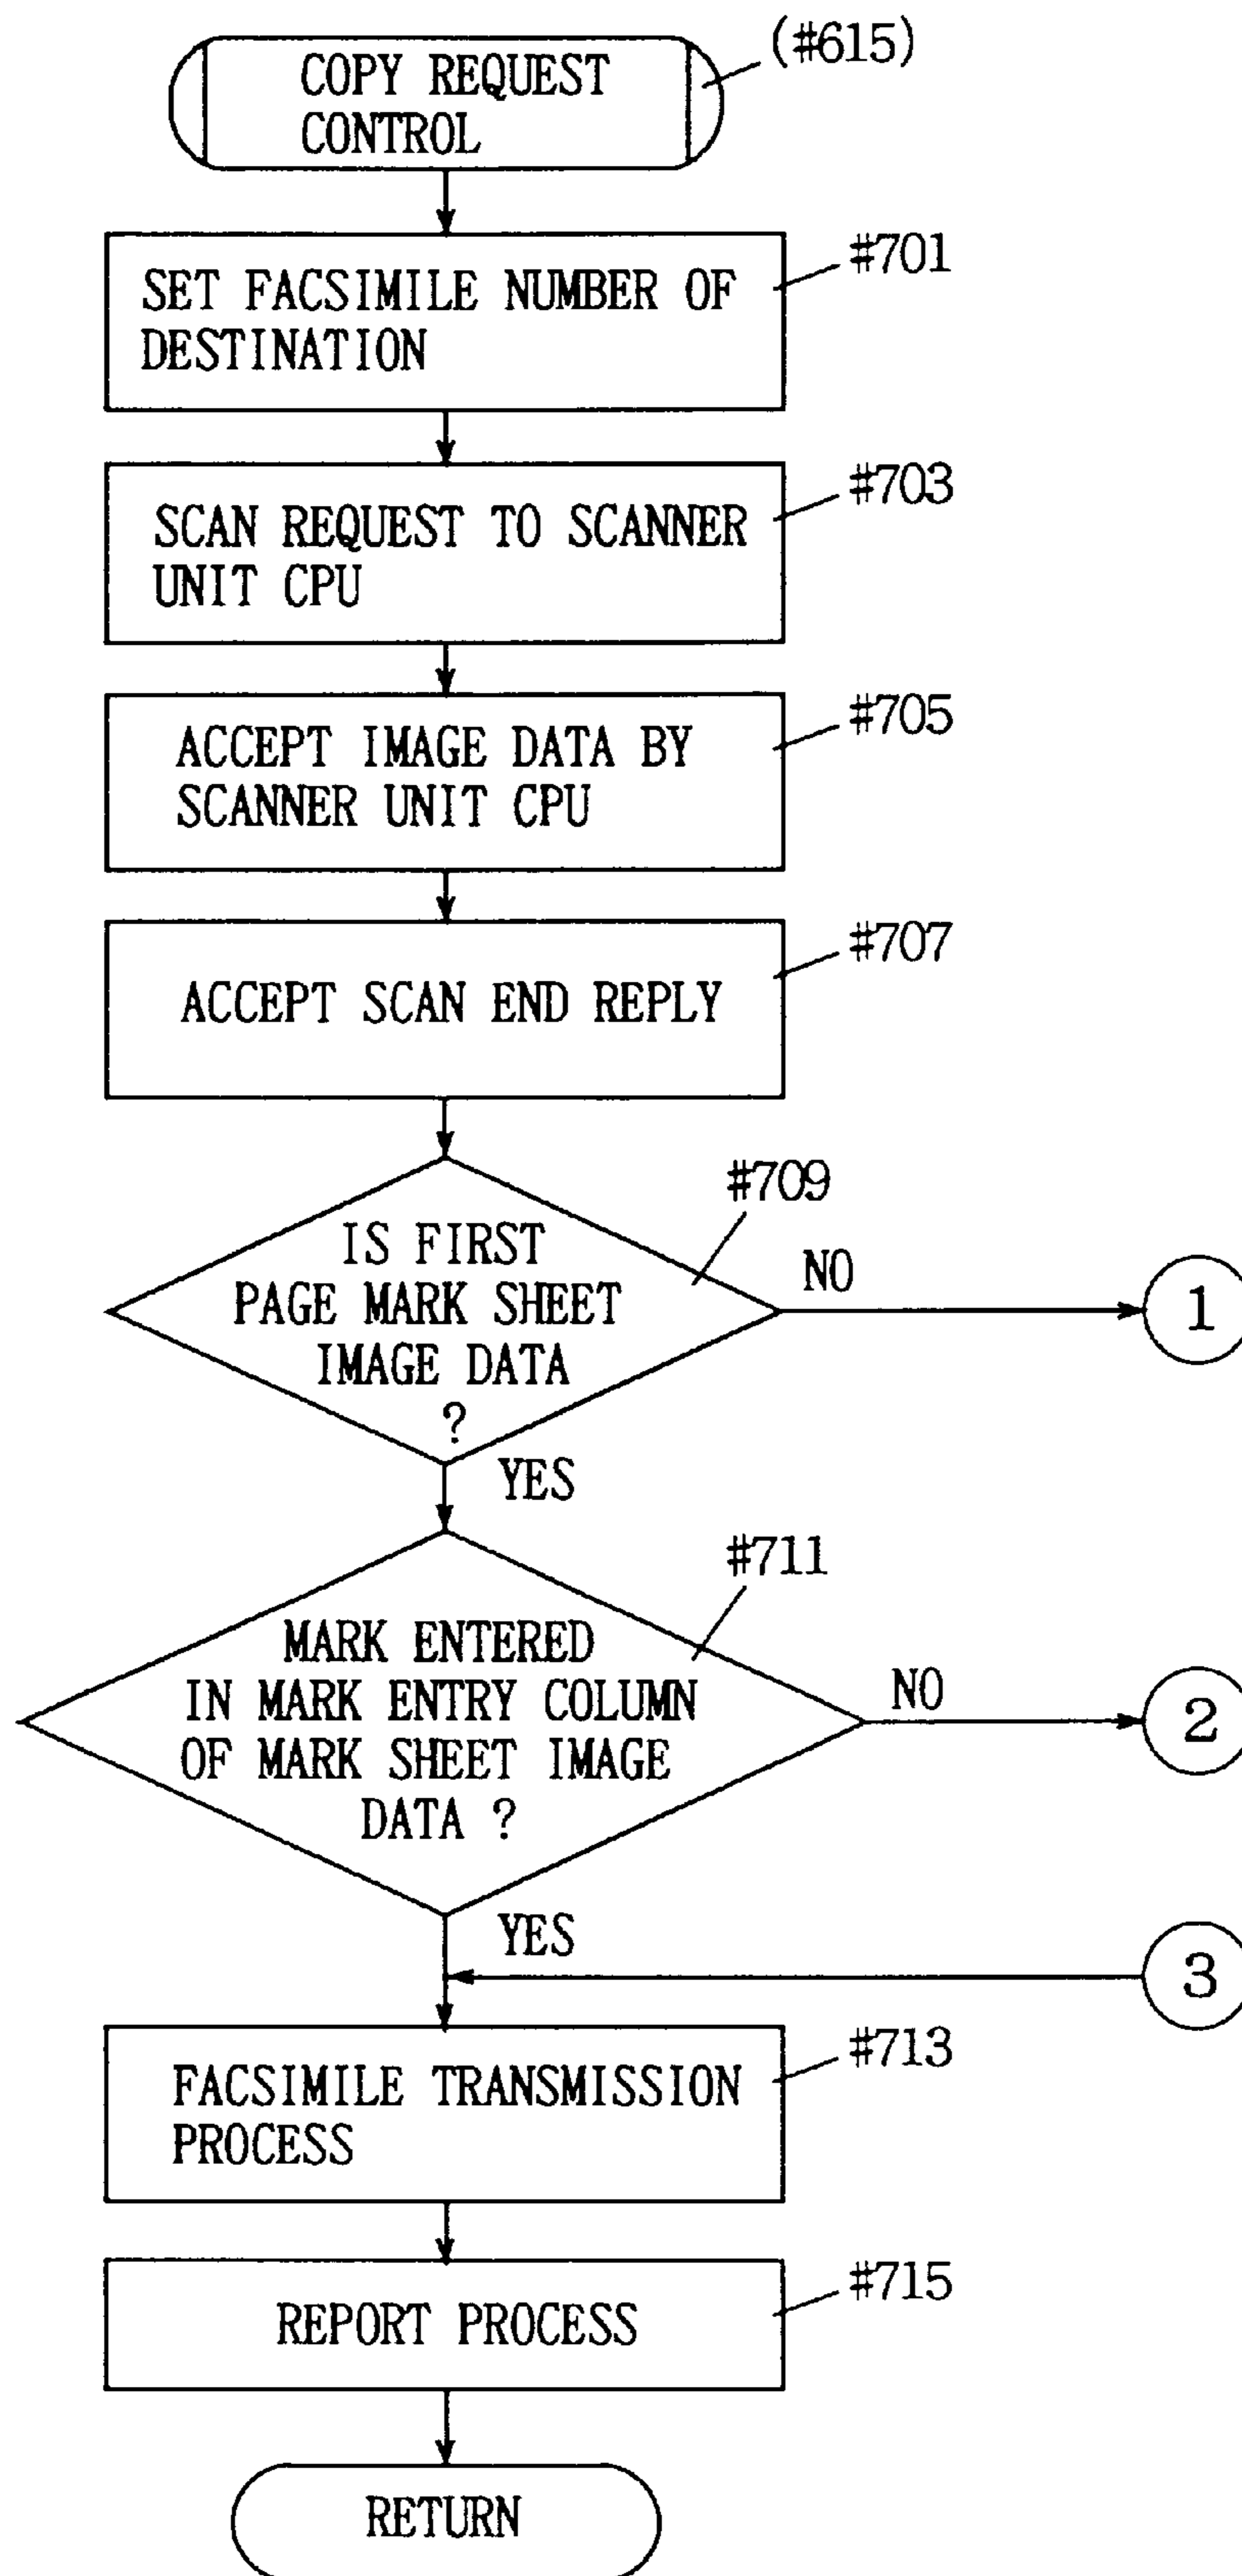 (#615)
COPY REQUEST
CONTROL
#701
SET FACSIMILE NUMBER OF
DESTINATION
#703
SCAN REQUEST TO SCANNER
UNIT CPU
#705
ACCEPT IMAGE DATA BY
SCANNER UNIT CPU
#707
ACCEPT SCAN END REPLY
#709
IS FIRST
PAGE MARK SHEET
IMAGE DATA
?
NO
1
YES
#711
MARK ENTERED
IN MARK ENTRY COLUMN
OF MARK SHEET IMAGE
DATA ?
NO
2
YES
3
#713
FACSIMILE TRANSMISSION
PROCESS
#715
REPORT PROCESS
RETURN